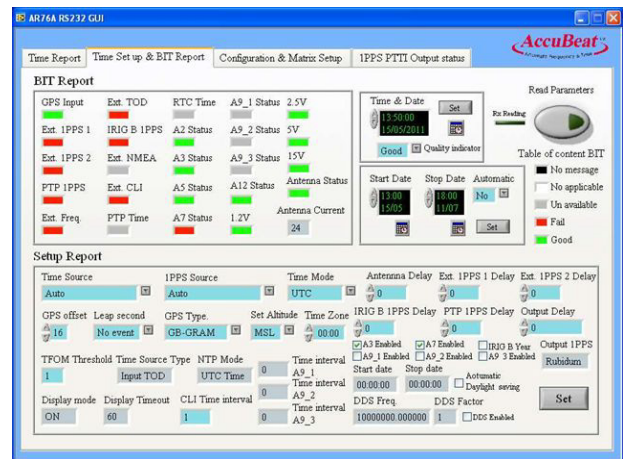 AR76A RS232 GUI
AccuBeat
Time Report Time Set up & BIT Report Configuration & Matrix Setup 1PPS PTTI Output status
BIT Report
GPS Input Ext. TOD RTC Time A9_1 Status 2.5V
Ext. 1PPS 1 IRIG B 1PPS A2 Status A9_2 Status 5V
Ext. 1PPS 2 Ext. NMEA A3 Status A9_3 Status 15V
PTP 1PPS Ext. CLI A5 Status A12 Status Antenna Status
Ext. Freq. PTP Time A7 Status 1.2V Antenna Current
24
Time & Date Set
13:50:00
15/05/2011
Good Quality indicator
Start Date Stop Date Automatic
13:00 18:00 No
15/05 11/07
Set
Read Parameters
Rx Reading
Table of content BIT
No message
No applicable
Un available
Fail
Good
Setup Report
Time Source 1PPS Source Time Mode Antennna Delay Ext. 1PPS 1 Delay Ext. 1PPS 2 Delay
Auto Auto UTC 0 0 0
GPS offset Leap second GPS Type. Set Altitude Time Zone IRIG B 1PPS Delay PTP 1PPS Delay Output Delay
16 No event GB-GRAM MSL 00:00 0 0 0
A3 Enabled A7 Enabled IRIG B Year Output 1PPS
A9_1 Enabled A9_2 Enabled A9 3 Enabled Rubidum
TFOM Threshold Time Source Type NTP Mode Time interval A9_1 Start date Stop date Aotumatic Daylight seving
1 Input TOD UTC Time 0 00:00:00 00:00:00
Time interval A9_2
0
Display mode Display Timeout CLI Time interval Time interval A9_3 DDS Freq. DDS Factor
ON 60 1 0 10000000.000000 1 DDS Enabled Set